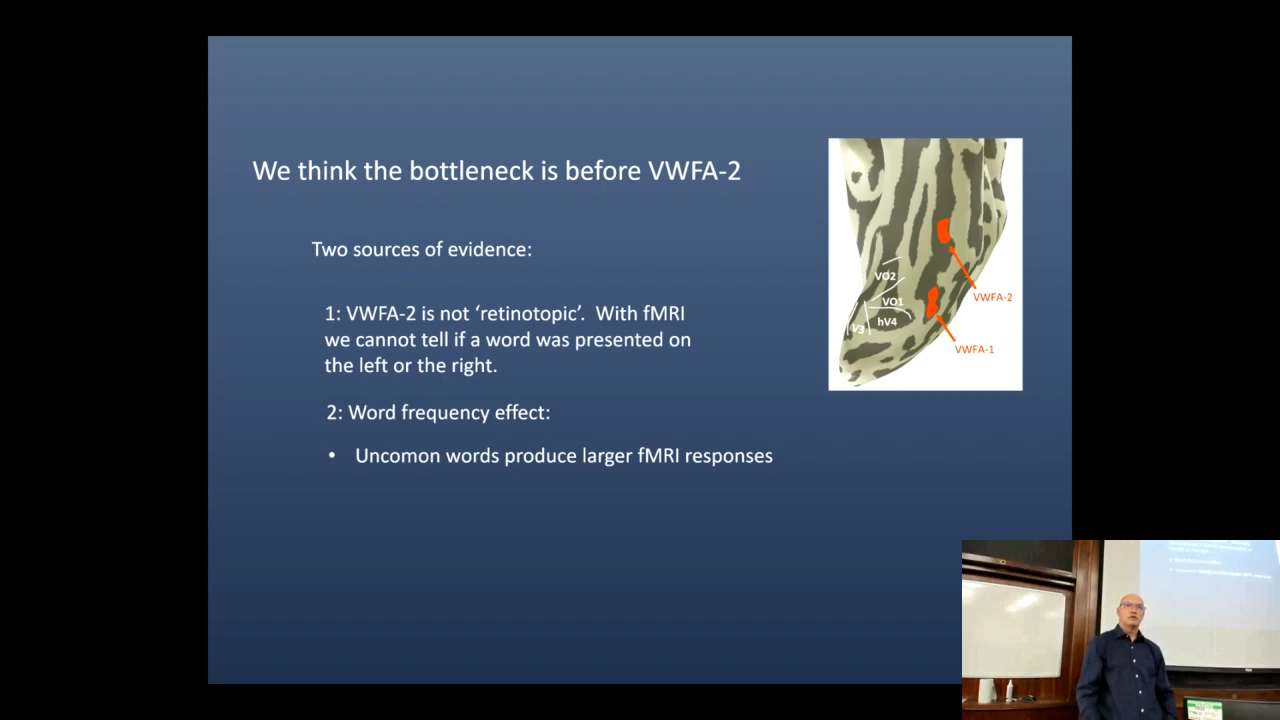 We think the bottleneck is before VWFA-2
Two sources of evidence:
1: VWFA-2 is not ‘retinotopic’. With fMRI
we cannot tell if a word was presented on
the left or the right.
2: Word frequency effect:
• Uncomon words produce larger fMRI responses
VO2
VO1
hV4
V3
VWFA-2
VWFA-1